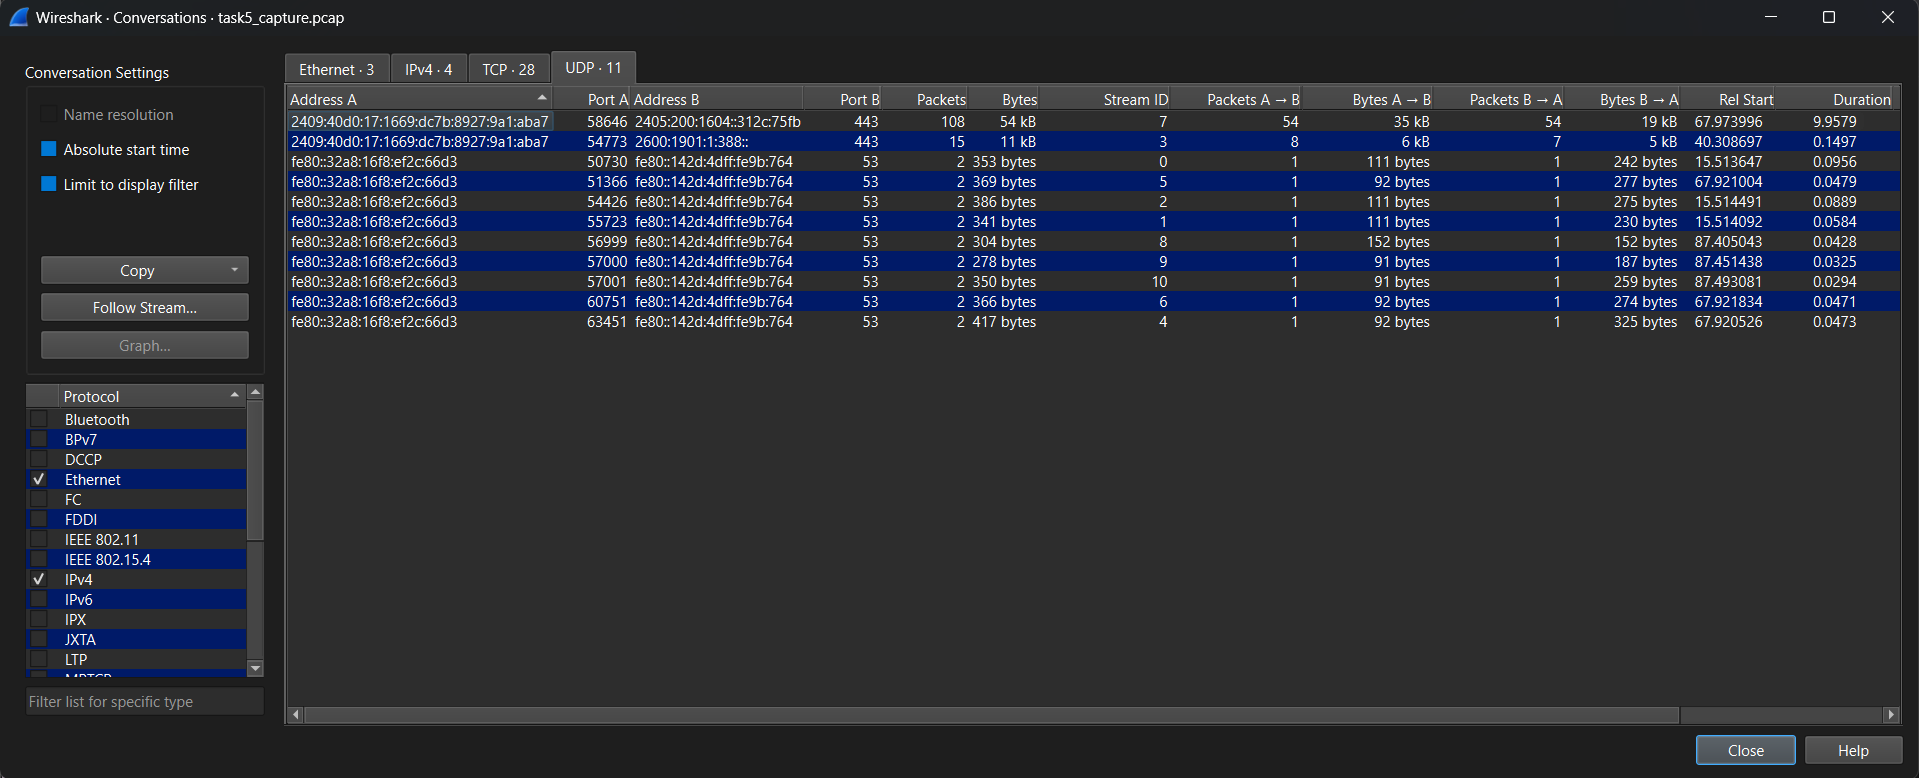 Wireshark · Conversations · task5_capture.pcap
Conversation Settings
Name resolution
Absolute start time
Limit to display filter
Copy
Follow Stream...
Graph...
Protocol
Bluetooth
BPv7
DCCP
Ethernet
FC
FDDI
IEEE 802.11
IEEE 802.15.4
IPv4
IPv6
IPX
JXTA
LTP
MPTCP
Filter list for specific type
Ethernet · 3 IPv4 · 4 TCP · 28 UDP · 11
Address A Port A Address B Port B Packets Bytes Stream ID Packets A → B Bytes A → B Packets B → A Bytes B → A Rel Start Duration
2409:40d0:17:1669:dc7b:8927:9a1:aba7 58646 2405:200:1604::312c:75fb 443 108 54 kB 7 54 35 kB 54 19 kB 67.973996 9.9579
2409:40d0:17:1669:dc7b:8927:9a1:aba7 54773 2600:1901:1:388:: 443 15 11 kB 3 8 6 kB 7 5 kB 40.308697 0.1497
fe80::32a8:16f8:ef2c:66d3 50730 fe80::142d:4dff:fe9b:764 53 2 353 bytes 0 1 111 bytes 1 242 bytes 15.513647 0.0956
fe80::32a8:16f8:ef2c:66d3 51366 fe80::142d:4dff:fe9b:764 53 2 369 bytes 5 1 92 bytes 1 277 bytes 67.921004 0.0479
fe80::32a8:16f8:ef2c:66d3 54426 fe80::142d:4dff:fe9b:764 53 2 386 bytes 2 1 111 bytes 1 275 bytes 15.514491 0.0889
fe80::32a8:16f8:ef2c:66d3 55723 fe80::142d:4dff:fe9b:764 53 2 341 bytes 1 1 111 bytes 1 230 bytes 15.514092 0.0584
fe80::32a8:16f8:ef2c:66d3 56999 fe80::142d:4dff:fe9b:764 53 2 304 bytes 8 1 152 bytes 1 152 bytes 87.405043 0.0428
fe80::32a8:16f8:ef2c:66d3 57000 fe80::142d:4dff:fe9b:764 53 2 278 bytes 9 1 91 bytes 1 187 bytes 87.451438 0.0325
fe80::32a8:16f8:ef2c:66d3 57001 fe80::142d:4dff:fe9b:764 53 2 350 bytes 10 1 91 bytes 1 259 bytes 87.493081 0.0294
fe80::32a8:16f8:ef2c:66d3 60751 fe80::142d:4dff:fe9b:764 53 2 366 bytes 6 1 92 bytes 1 274 bytes 67.921834 0.0471
fe80::32a8:16f8:ef2c:66d3 63451 fe80::142d:4dff:fe9b:764 53 2 417 bytes 4 1 92 bytes 1 325 bytes 67.920526 0.0473
Close Help